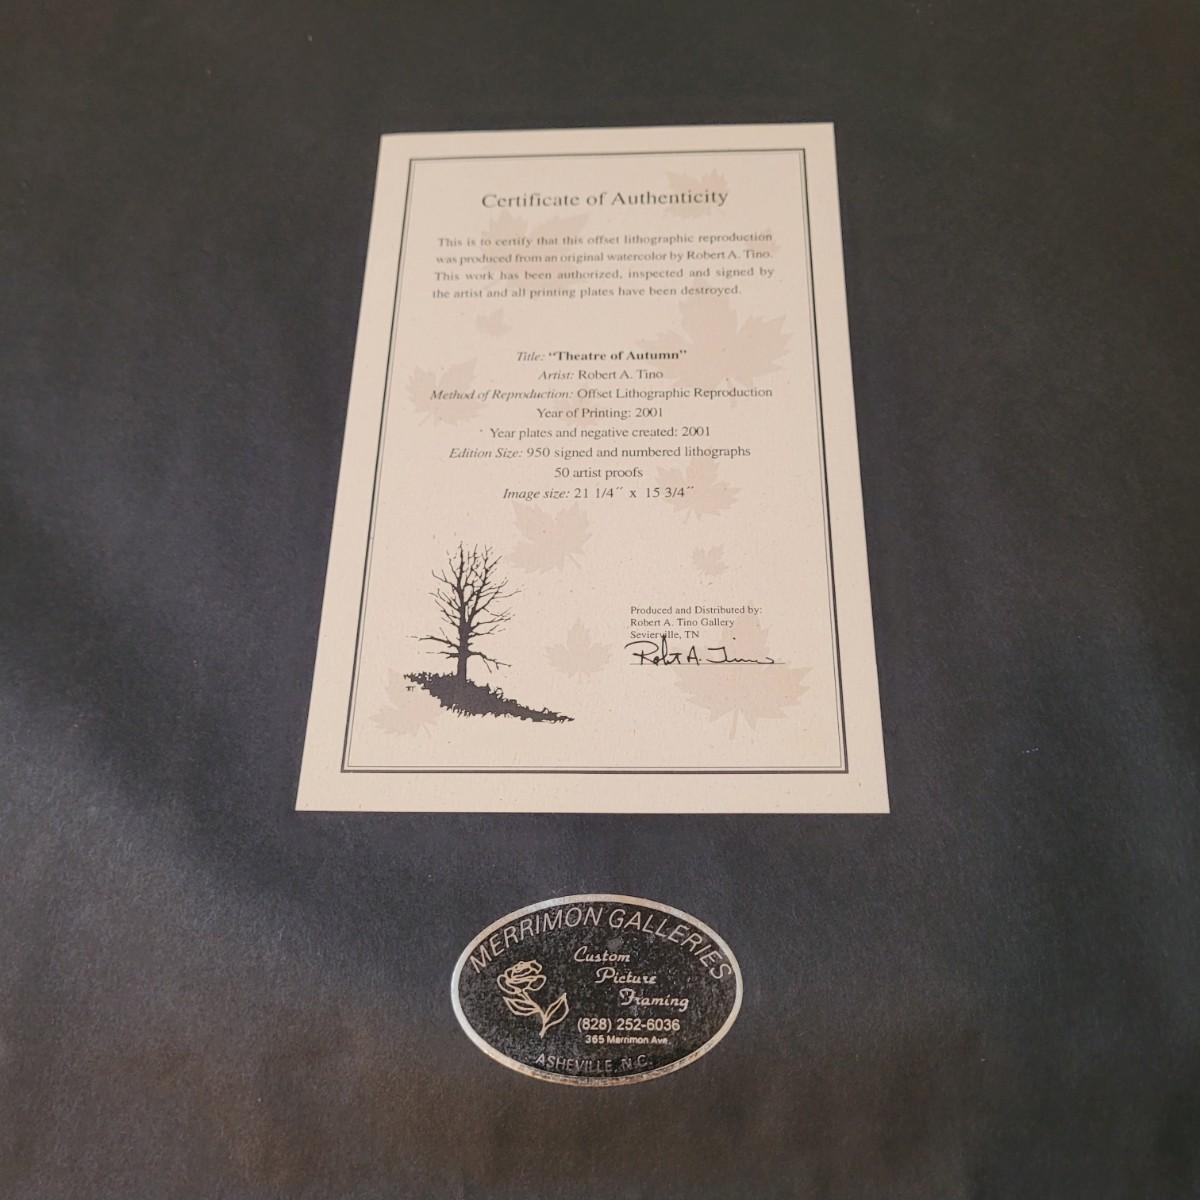 Certificate of Authenticity
This is to certify that this offset lithographic reproduction
was produced from an original watercolor by Robert A. Tino.
This work has been authorized, inspected and signed by
the artist and all printing plates have been destroyed.
Title: "Theatre of Autumn"
Artist: Robert A. Tino
Method of Reproduction: Offset Lithographic Reproduction
Year of Printing: 2001
Year plates and negative created: 2001
Edition Size: 950 signed and numbered lithographs
50 artist proofs
Image size: 21 1/4" x 15 3/4"
Produced and Distributed by:
Robert A. Tino Gallery
Sevierville, TN
Robt A. Tino
MERRIMON GALLERIES
Custom
Picture
Framing
(828) 252-6036
365 Merrimon Ave.
ASHEVILLE, N.C.